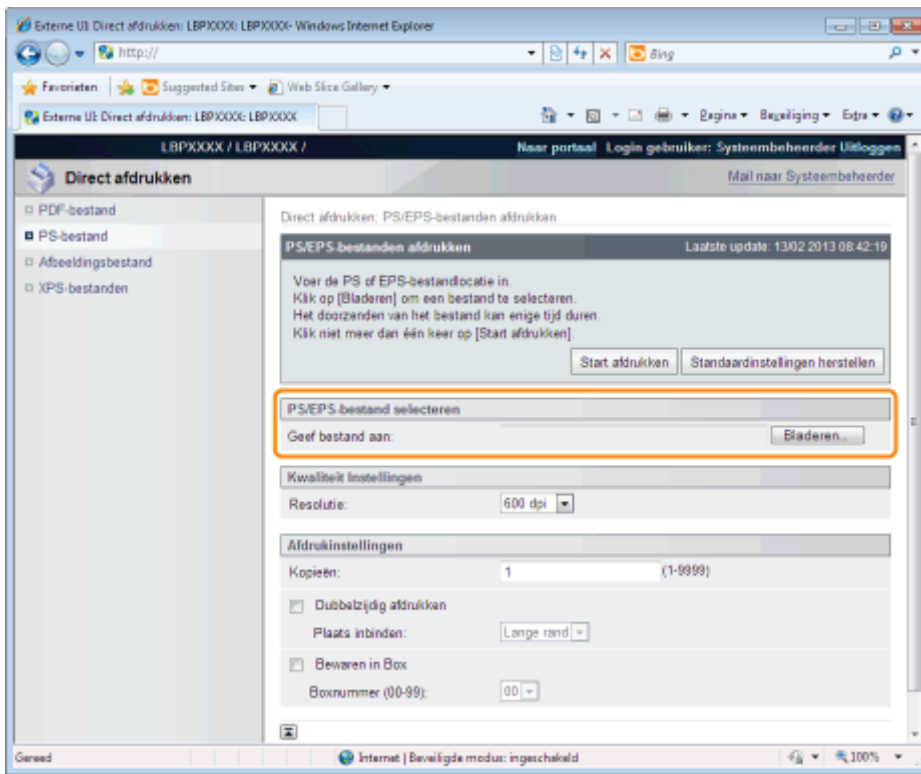 Externe UI: Direct afdrukken: LBPXXXX: LBPXXXX- Windows Internet Explorer
http://
Bing
Favorieten Suggested Sites Web Slice Gallery
Externe UI: Direct afdrukken: LBPXXXX: LBPXXXX
Pagina Beveiliging Extra
LBPXXXX / LBPXXXX /
Naar portaal Login gebruiker: Systeembeheerder Uitloggen
Direct afdrukken
Mail naar Systeembeheerder
PDF-bestand
PS-bestand
Afbeeldingsbestand
XPS-bestanden
Direct afdrukken: PS/EPS-bestanden afdrukken
PS/EPS-bestanden afdrukken
Laatste update: 13/02 2013 08:42:19
Voer de PS of EPS-bestandlocatie in.
Klik op [Bladeren] om een bestand te selecteren.
Het doorzenden van het bestand kan enige tijd duren.
Klik niet meer dan één keer op [Start afdrukken].
Start afdrukken
Standaardinstellingen herstellen
PS/EPS-bestand selecteren
Geef bestand aan:
Bladeren...
Kwaliteit Instellingen
Resolutie:
600 dpi
Afdrukinstellingen
Kopieën:
1
(1-9999)
Dubbelzijdig afdrukken
Plaats inbinden:
Lange rand
Bewaren in Box
Boxnummer (00-99):
00
Gereed
Internet | Beveiligde modus: ingeschakeld
100%